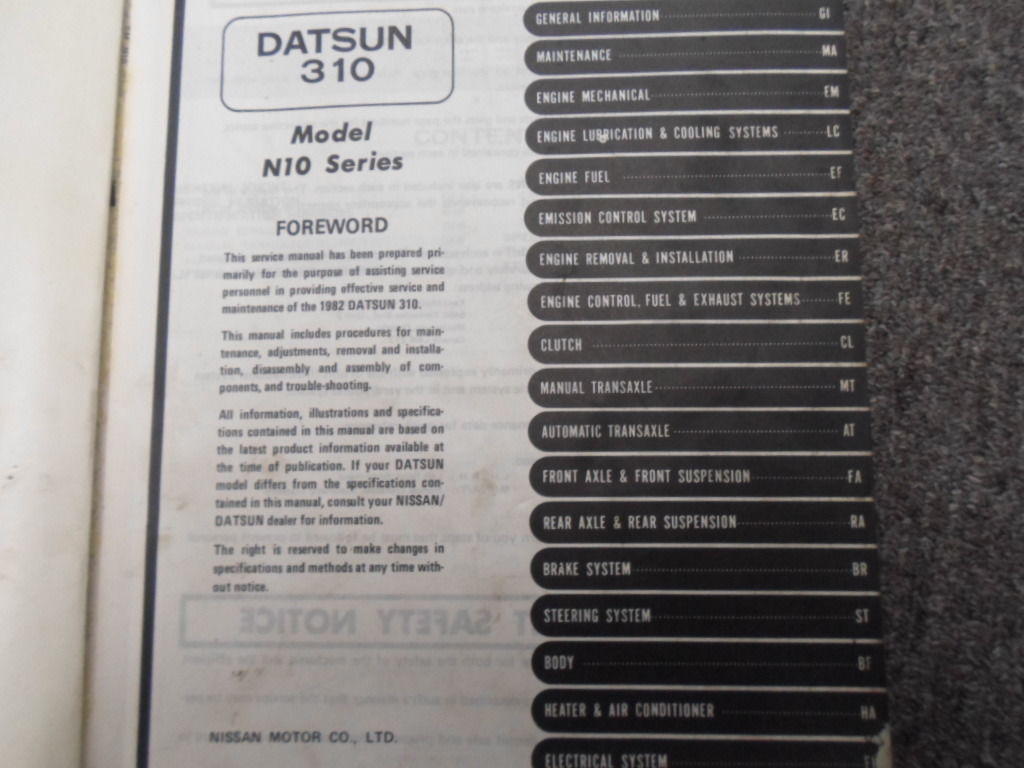 DATSUN
310
Model
N10 Series
FOREWORD
This service manual has been prepared pri-
marily for the purpose of assisting service
personnel in providing effective service and
maintenance of the 1982 DATSUN 310.
This manual includes procedures for main-
tenance, adjustments, removal and installa-
tion, disassembly and assembly of com-
ponents, and trouble-shooting.
All information, illustrations and specifica-
tions contained in this manual are based on
the latest product information available at
the time of publication. If your DATSUN
model differs from the specifications con-
tained in this manual, consult your NISSAN/
DATSUN dealer for information.
The right is reserved to make changes in
specifications and methods at any time with-
out notice.
NISSAN MOTOR CO., LTD.
GENERAL INFORMATION GI
MAINTENANCE MA
ENGINE MECHANICAL EM
ENGINE LUBRICATION & COOLING SYSTEMS LC
ENGINE FUEL EF
EMISSION CONTROL SYSTEM EC
ENGINE REMOVAL & INSTALLATION ER
ENGINE CONTROL, FUEL & EXHAUST SYSTEMS FE
CLUTCH CL
MANUAL TRANSAXLE MT
AUTOMATIC TRANSAXLE AT
FRONT AXLE & FRONT SUSPENSION FA
REAR AXLE & REAR SUSPENSION RA
BRAKE SYSTEM BR
STEERING SYSTEM ST
BODY BF
HEATER & AIR CONDITIONER HA
ELECTRICAL SYSTEM